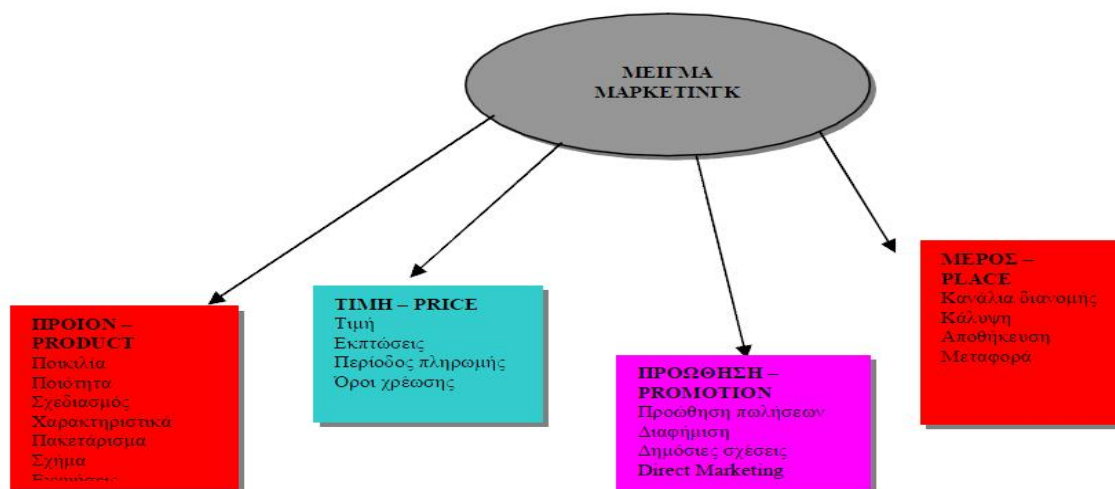 ΜΕΙΓΜΑ
ΜΑΡΚΕΤΙΝΓΚ
ΠΡΟΙΟΝ –
PRODUCT
Ποικιλία
Ποιότητα
Σχεδιασμός
Χαρακτηριστικά
Πακετάρισμα
Σχήμα
ΤΙΜΗ – PRICE
Τιμή
Εκπτώσεις
Περίοδος πληρωμής
Όροι χρέωσης
ΠΡΟΩΘΗΣΗ –
PROMOTION
Προωθηση πωλήσεων
Διαφήμιση
Δημόσιες σχέσεις
Direct Marketing
ΜΕΡΟΣ –
PLACE
Κανάλια διανομής
Κάλυψη
Αποθήκευση
Μεταφορά